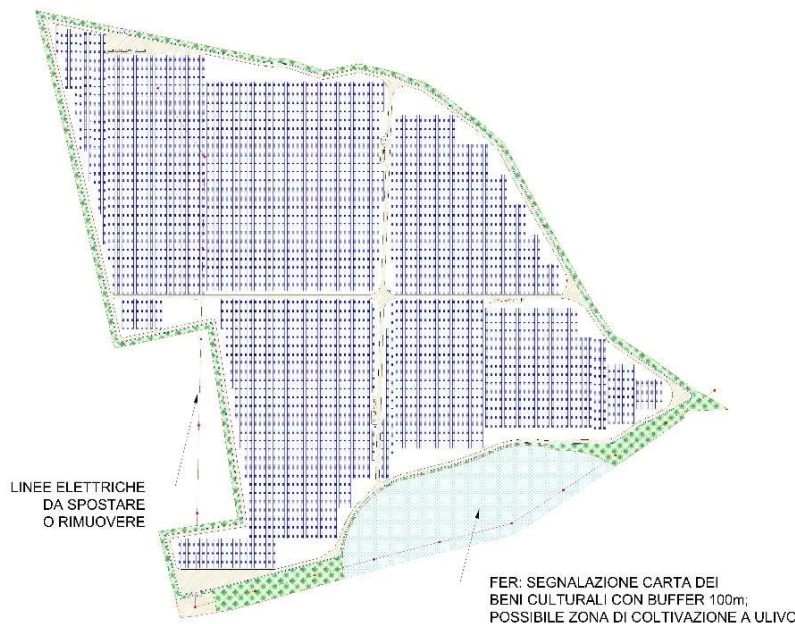 LINEE ELETTRICHE
DA SPOSTARE
O RIMUOVERE
FER: SEGNALAZIONE CARTA DEI
BENI CULTURALI CON BUFFER 100m;
POSSIBILE ZONA DI COLTIVAZIONE A ULIVO